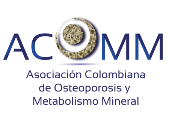 ACOMM
Asociación Colombiana
de Osteoporosis y
Metabolismo Mineral